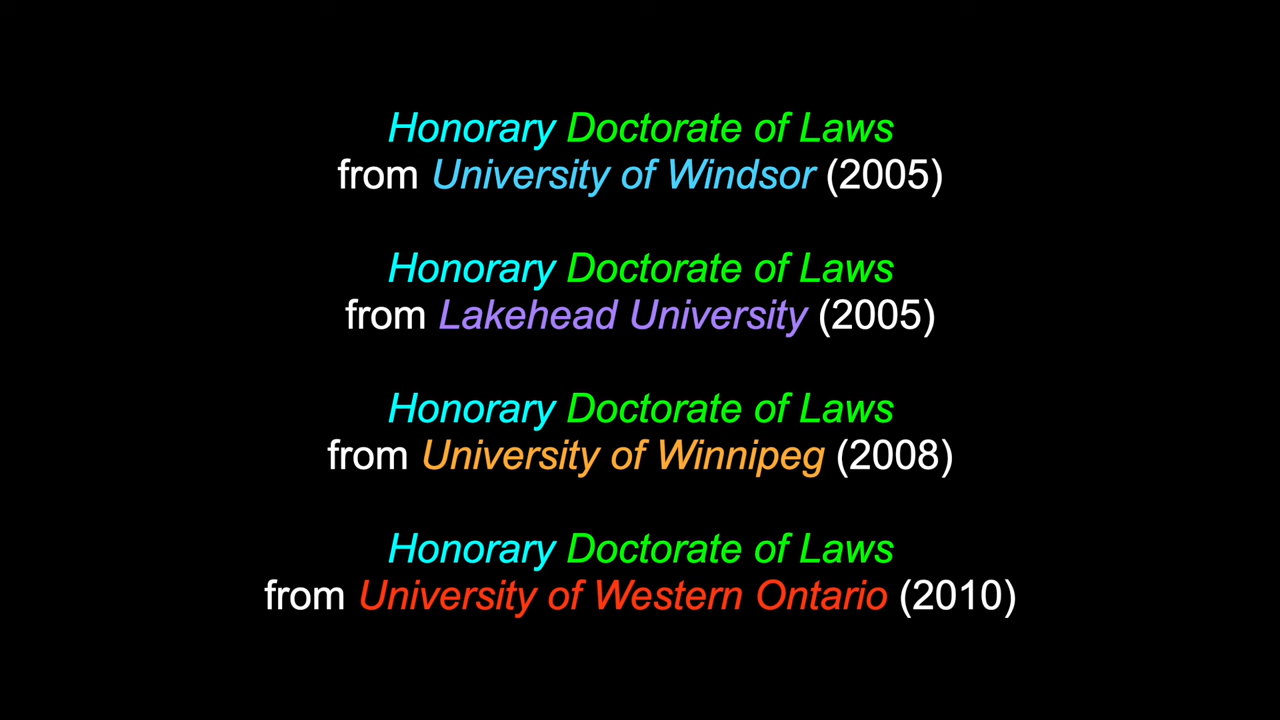 Honorary Doctorate of Laws
from University of Windsor (2005)
Honorary Doctorate of Laws
from Lakehead University (2005)
Honorary Doctorate of Laws
from University of Winnipeg (2008)
Honorary Doctorate of Laws
from University of Western Ontario (2010)